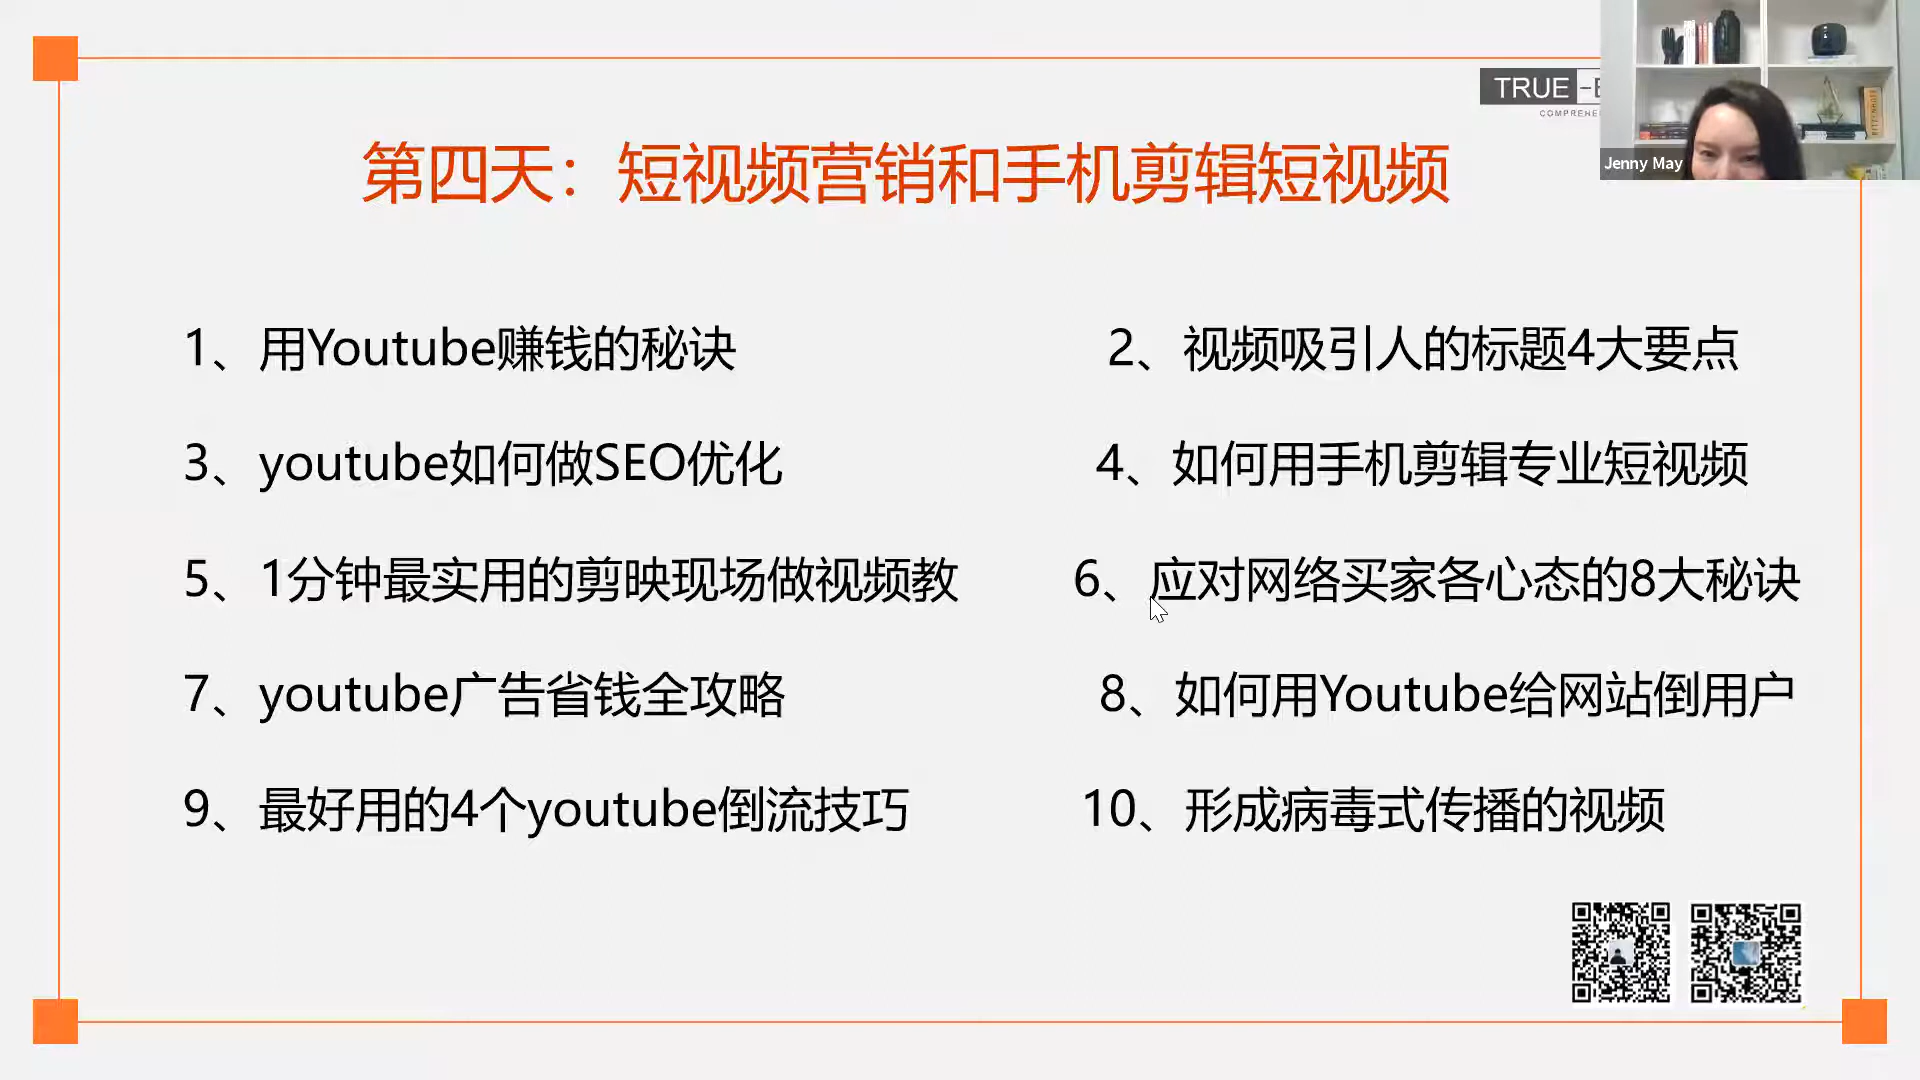 TRUE-E
COMPREHE
Jenny May
第四天：短视频营销和手机剪辑短视频
1、用Youtube赚钱的秘诀
2、视频吸引人的标题4大要点
3、youtube如何做SEO优化
4、如何用手机剪辑专业短视频
5、1分钟最实用的剪映现场做视频教
6、应对网络买家各心态的8大秘诀
7、youtube广告省钱全攻略
8、如何用Youtube给网站倒用户
9、最好用的4个youtube倒流技巧
10、形成病毒式传播的视频